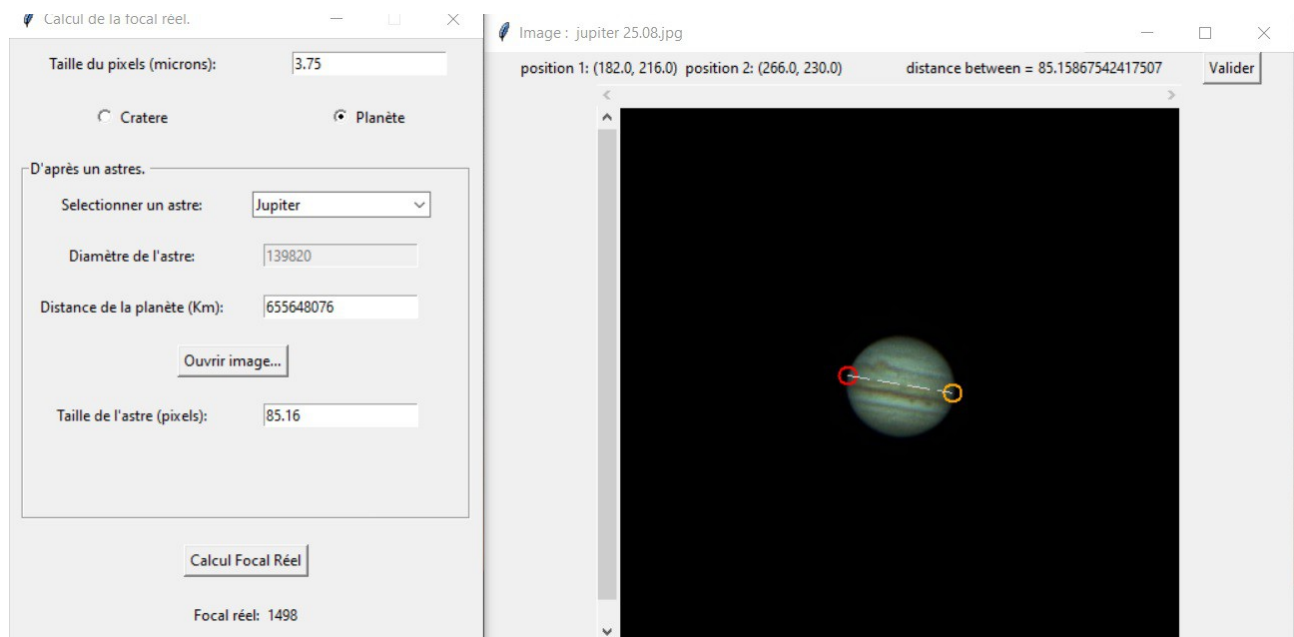 Calcul de la focal réel.
Taille du pixels (microns): 3.75
Cratere Planète
D'après un astres.
Selectionner un astre: Jupiter
Diamètre de l'astre: 139820
Distance de la planète (Km): 655648076
Ouvrir image...
Taille de l'astre (pixels): 85.16
Calcul Focal Réel
Focal réel: 1498
Image : jupiter 25.08.jpg
position 1: (182.0, 216.0) position 2: (266.0, 230.0) distance between = 85.15867542417507 Valider